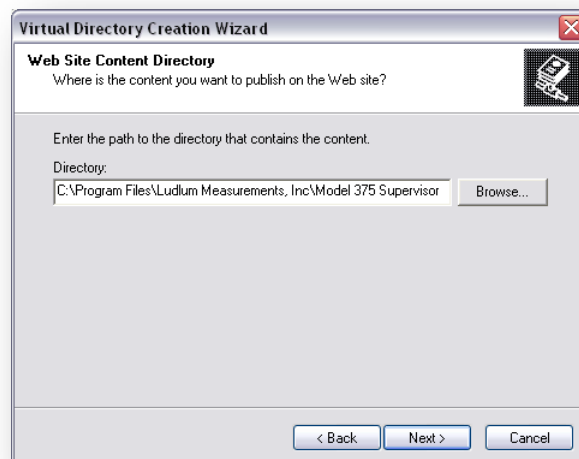 Virtual Directory Creation Wizard
Web Site Content Directory
Where is the content you want to publish on the Web site?
Enter the path to the directory that contains the content.
Directory:
C:\Program Files\Ludlum Measurements, Inc\Model 375 Supervisor
Browse...
< Back
Next >
Cancel